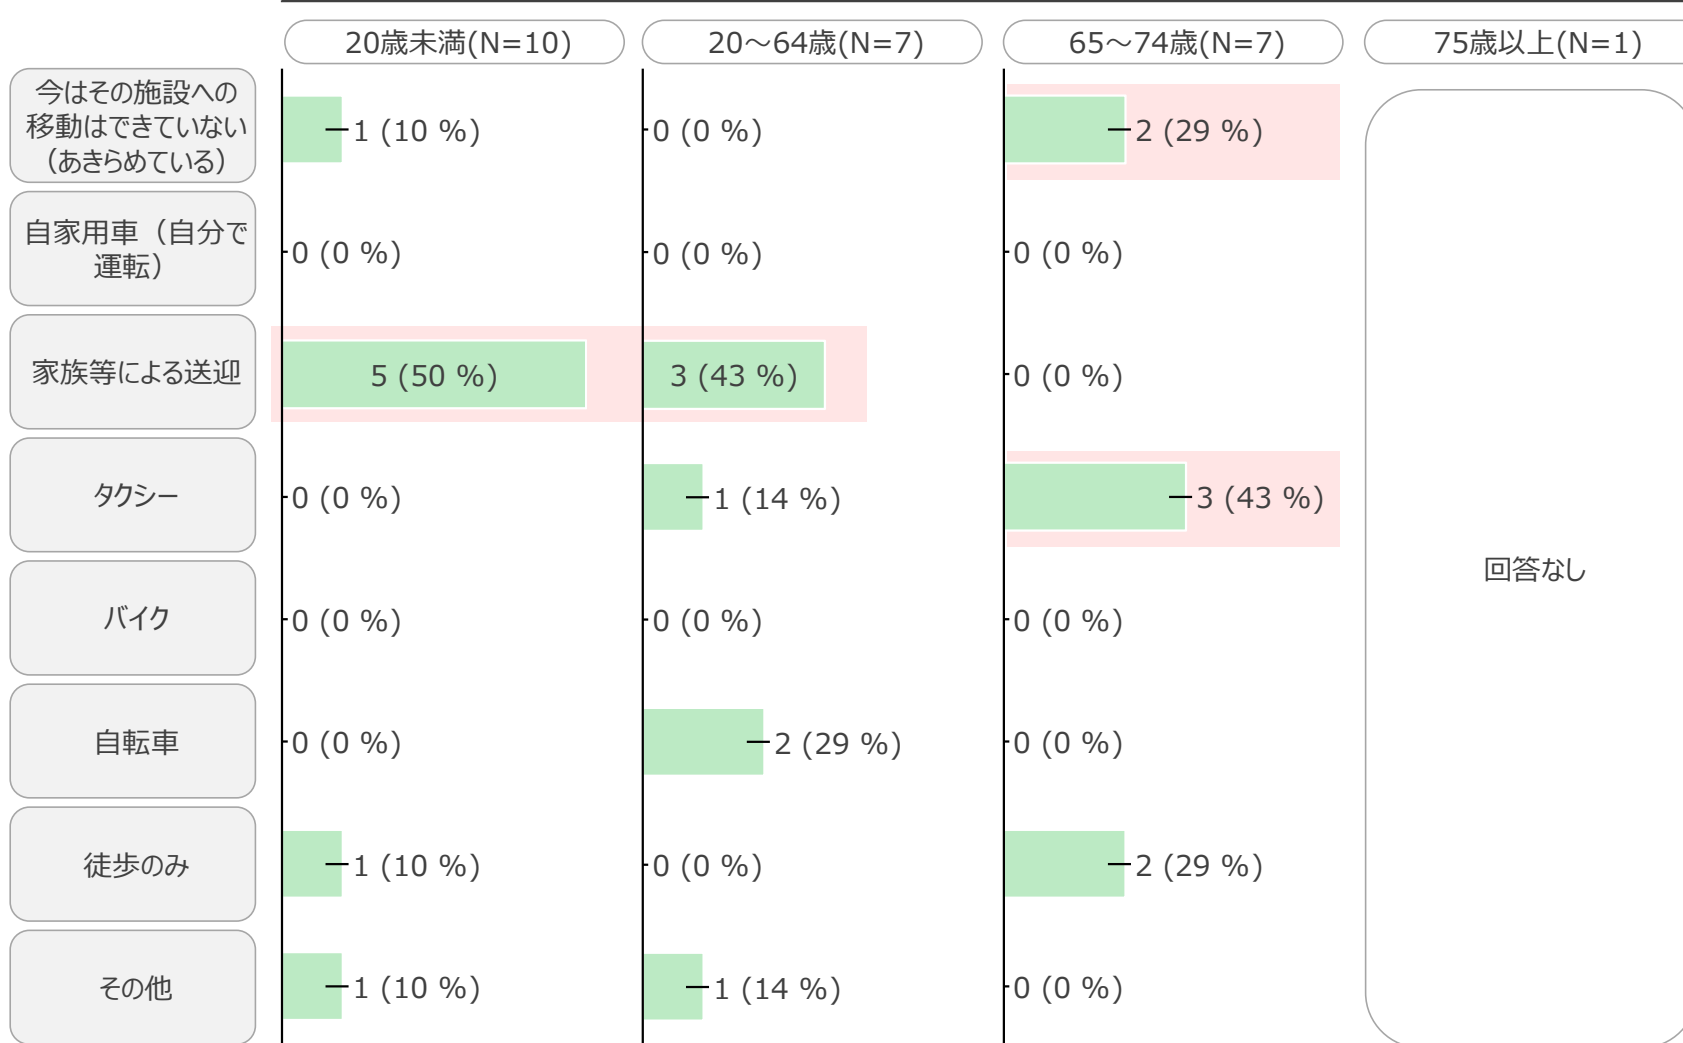 20歳未満(N=10)
20～64歳(N=7)
65～74歳(N=7)
75歳以上(N=1)
今はその施設への
移動はできていない
（あきらめている）
1 (10 %)
0 (0 %)
2 (29 %)
自家用車（自分で
運転）
0 (0 %)
0 (0 %)
0 (0 %)
家族等による送迎
5 (50 %)
3 (43 %)
0 (0 %)
タクシー
0 (0 %)
1 (14 %)
3 (43 %)
回答なし
バイク
0 (0 %)
0 (0 %)
0 (0 %)
自転車
0 (0 %)
2 (29 %)
0 (0 %)
徒歩のみ
1 (10 %)
0 (0 %)
2 (29 %)
その他
1 (10 %)
1 (14 %)
0 (0 %)